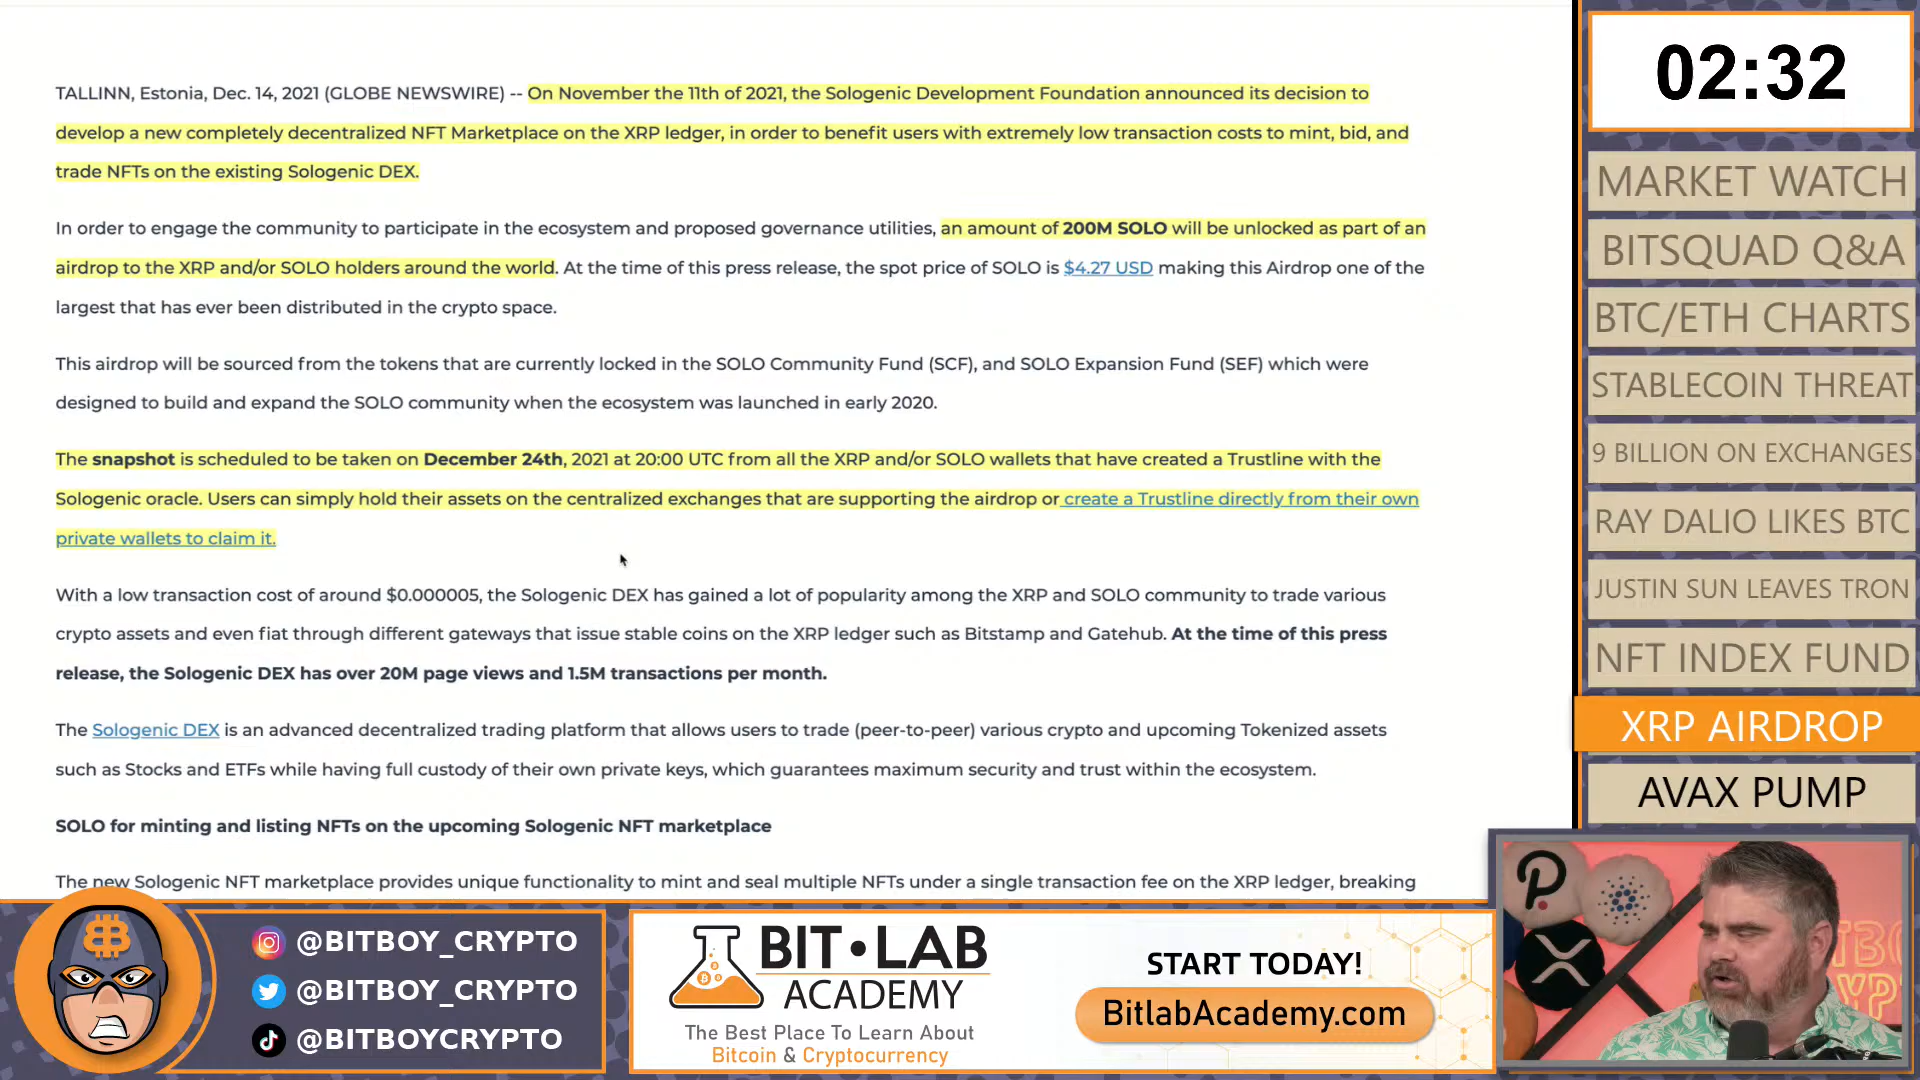 TALLINN, Estonia, Dec. 14, 2021 (GLOBE NEWSWIRE) -- On November the 11th of 2021, the Sologenic Development Foundation announced its decision to
develop a new completely decentralized NFT Marketplace on the XRP ledger, in order to benefit users with extremely low transaction costs to mint, bid, and
trade NFTs on the existing Sologenic DEX.
In order to engage the community to participate in the ecosystem and proposed governance utilities, an amount of 200M SOLO will be unlocked as part of an
airdrop to the XRP and/or SOLO holders around the world. At the time of this press release, the spot price of SOLO is $4.27 USD making this Airdrop one of the
largest that has ever been distributed in the crypto space.
This airdrop will be sourced from the tokens that are currently locked in the SOLO Community Fund (SCF), and SOLO Expansion Fund (SEF) which were
designed to build and expand the SOLO community when the ecosystem was launched in early 2020.
The snapshot is scheduled to be taken on December 24th, 2021 at 20:00 UTC from all the XRP and/or SOLO wallets that have created a Trustline with the
Sologenic oracle. Users can simply hold their assets on the centralized exchanges that are supporting the airdrop or create a Trustline directly from their own
private wallets to claim it.
With a low transaction cost of around $0.000005, the Sologenic DEX has gained a lot of popularity among the XRP and SOLO community to trade various
crypto assets and even fiat through different gateways that issue stable coins on the XRP ledger such as Bitstamp and Gatehub. At the time of this press
release, the Sologenic DEX has over 20M page views and 1.5M transactions per month.
The Sologenic DEX is an advanced decentralized trading platform that allows users to trade (peer-to-peer) various crypto and upcoming Tokenized assets
such as Stocks and ETFs while having full custody of their own private keys, which guarantees maximum security and trust within the ecosystem.
SOLO for minting and listing NFTs on the upcoming Sologenic NFT marketplace
The new Sologenic NFT marketplace provides unique functionality to mint and seal multiple NFTs under a single transaction fee on the XRP ledger, breaking
02:32
MARKET WATCH
BITSQUAD Q&A
BTC/ETH CHARTS
STABLECOIN THREAT
9 BILLION ON EXCHANGES
RAY DALIO LIKES BTC
JUSTIN SUN LEAVES TRON
NFT INDEX FUND
XRP AIRDROP
AVAX PUMP
@BITBOY_CRYPTO
@BITBOY_CRYPTO
@BITBOYCRYPTO
BIT•LAB
ACADEMY
The Best Place To Learn About
Bitcoin & Cryptocurrency
START TODAY!
BitlabAcademy.com